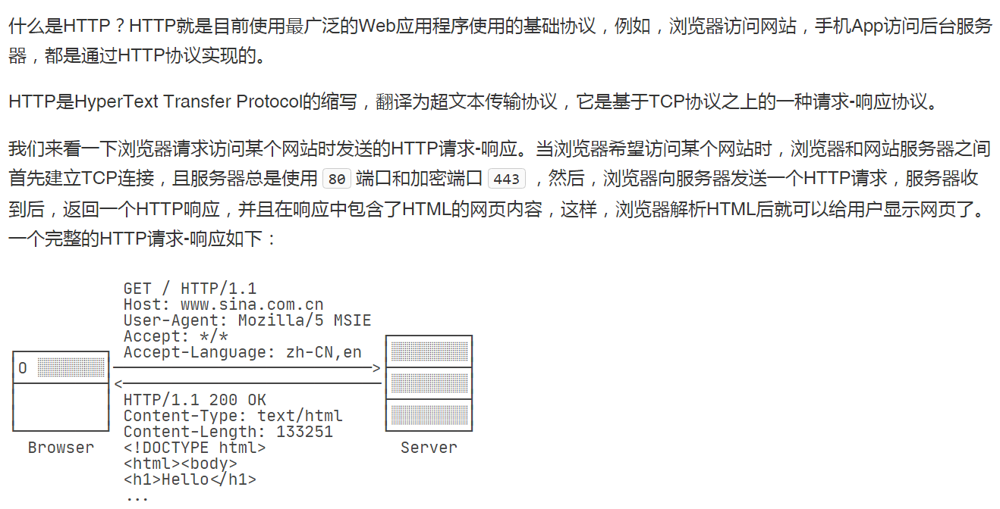 什么是HTTP？HTTP就是目前使用最广泛的Web应用程序使用的基础协议，例如，浏览器访问网站，手机App访问后台服务
器，都是通过HTTP协议实现的。
HTTP是HyperText Transfer Protocol的缩写，翻译为超文本传输协议，它是基于TCP协议之上的一种请求-响应协议。
我们来看一下浏览器请求访问某个网站时发送的HTTP请求-响应。当浏览器希望访问某个网站时，浏览器和网站服务器之间
首先建立TCP连接，且服务器总是使用 80 端口和加密端口 443 ，然后，浏览器向服务器发送一个HTTP请求，服务器收
到后，返回一个HTTP响应，并且在响应中包含了HTML的网页内容，这样，浏览器解析HTML后就可以给用户显示网页了。
一个完整的HTTP请求-响应如下：
GET / HTTP/1.1
Host: www.sina.com.cn
User-Agent: Mozilla/5 MSIE
Accept: */*
Accept-Language: zh-CN,en
O
HTTP/1.1 200 OK
Content-Type: text/html
Content-Length: 133251
Browser
<!DOCTYPE html>
Server
<html><body>
<h1>Hello</h1>
...